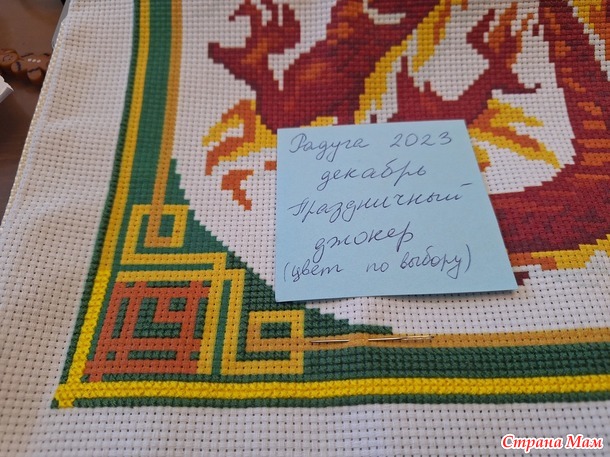 Радуга 2023
декабрь
Праздничный
джокер
(цвет по выбору)
Страна Мам